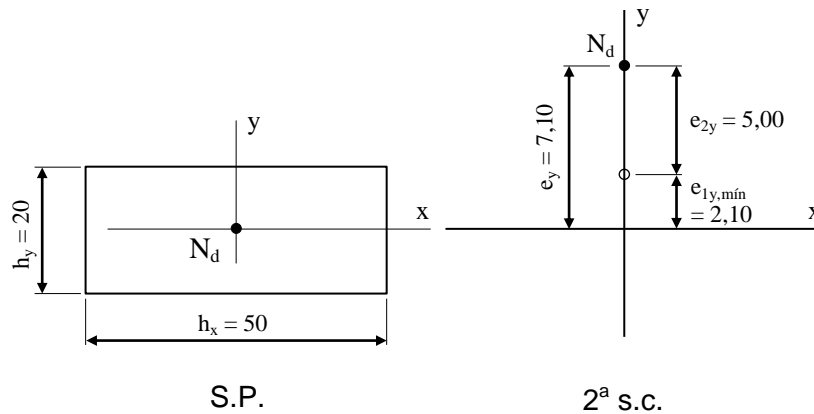 y
x
N_d
h_y = 20
h_x = 50
S.P.
y
N_d
e_y = 7,10
e_2y = 5,00
e_1y,mín
= 2,10
x
2ª s.c.